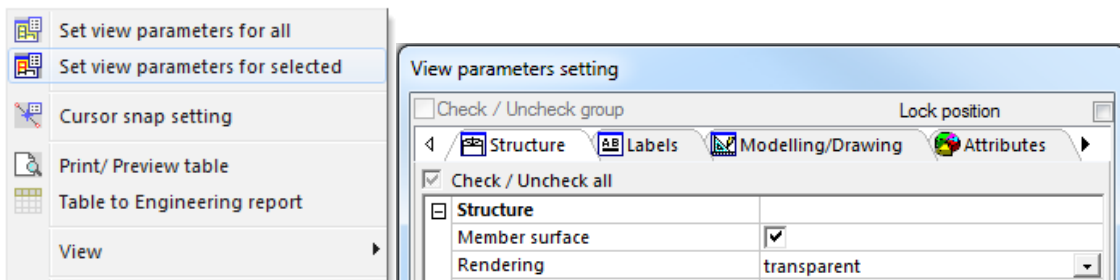 Set view parameters for all
Set view parameters for selected
Cursor snap setting
Print/ Preview table
Table to Engineering report
View
View parameters setting
Check / Uncheck group Lock position
Structure AB Labels Modelling/Drawing Attributes
Check / Uncheck all
Structure
Member surface
Rendering transparent